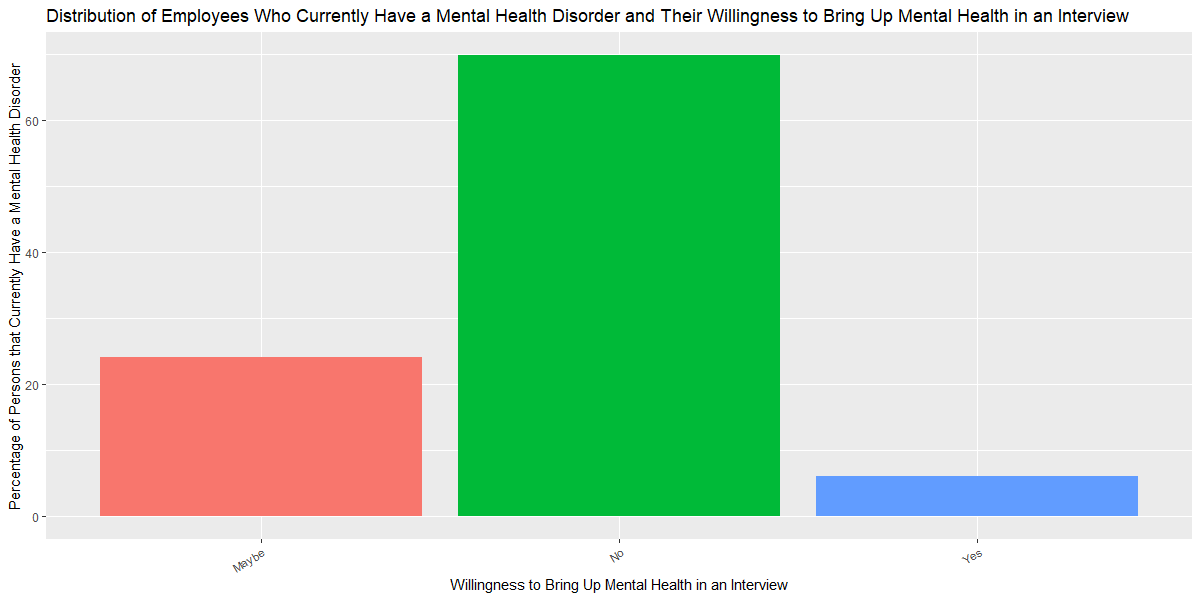 Distribution of Employees Who Currently Have a Mental Health Disorder and Their Willingness to Bring Up Mental Health in an Interview
Percentage of Persons that Currently Have a Mental Health Disorder
60
40
20
0
Maybe
No
Yes
Willingness to Bring Up Mental Health in an Interview